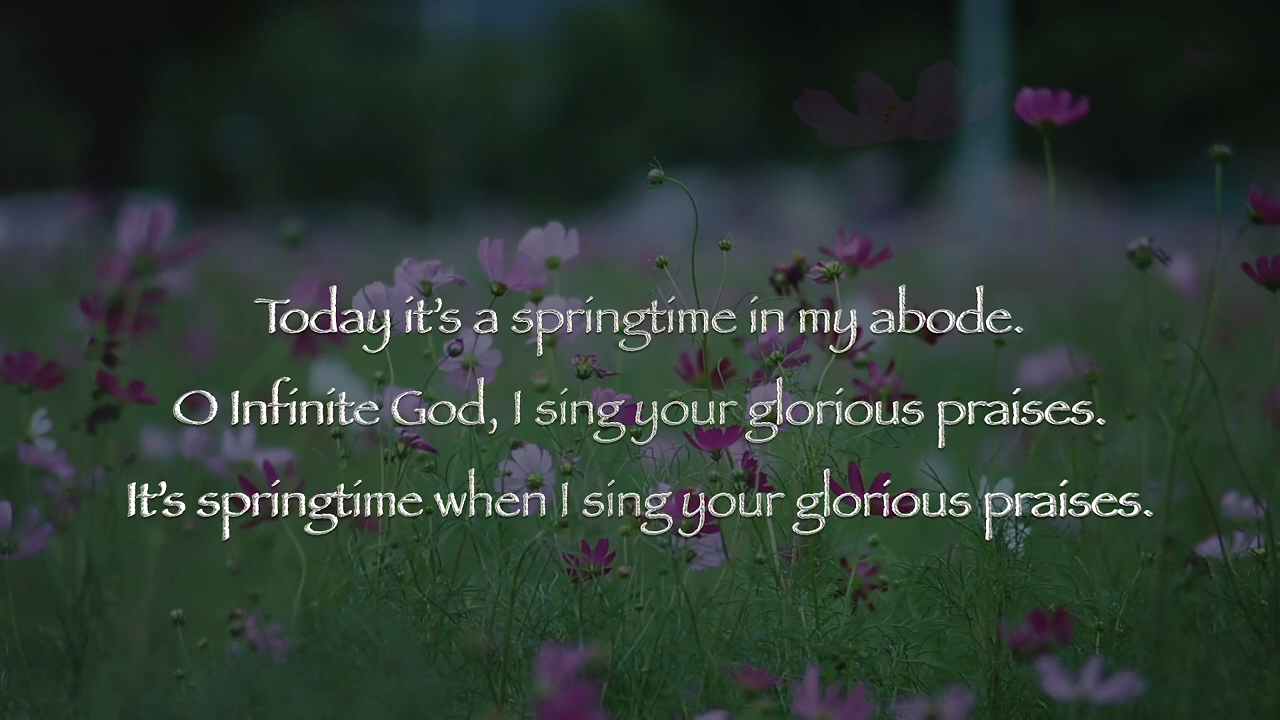 Today it's a springtime in my abode.
O Infinite God, I sing your glorious praises.
It's springtime when I sing your glorious praises.